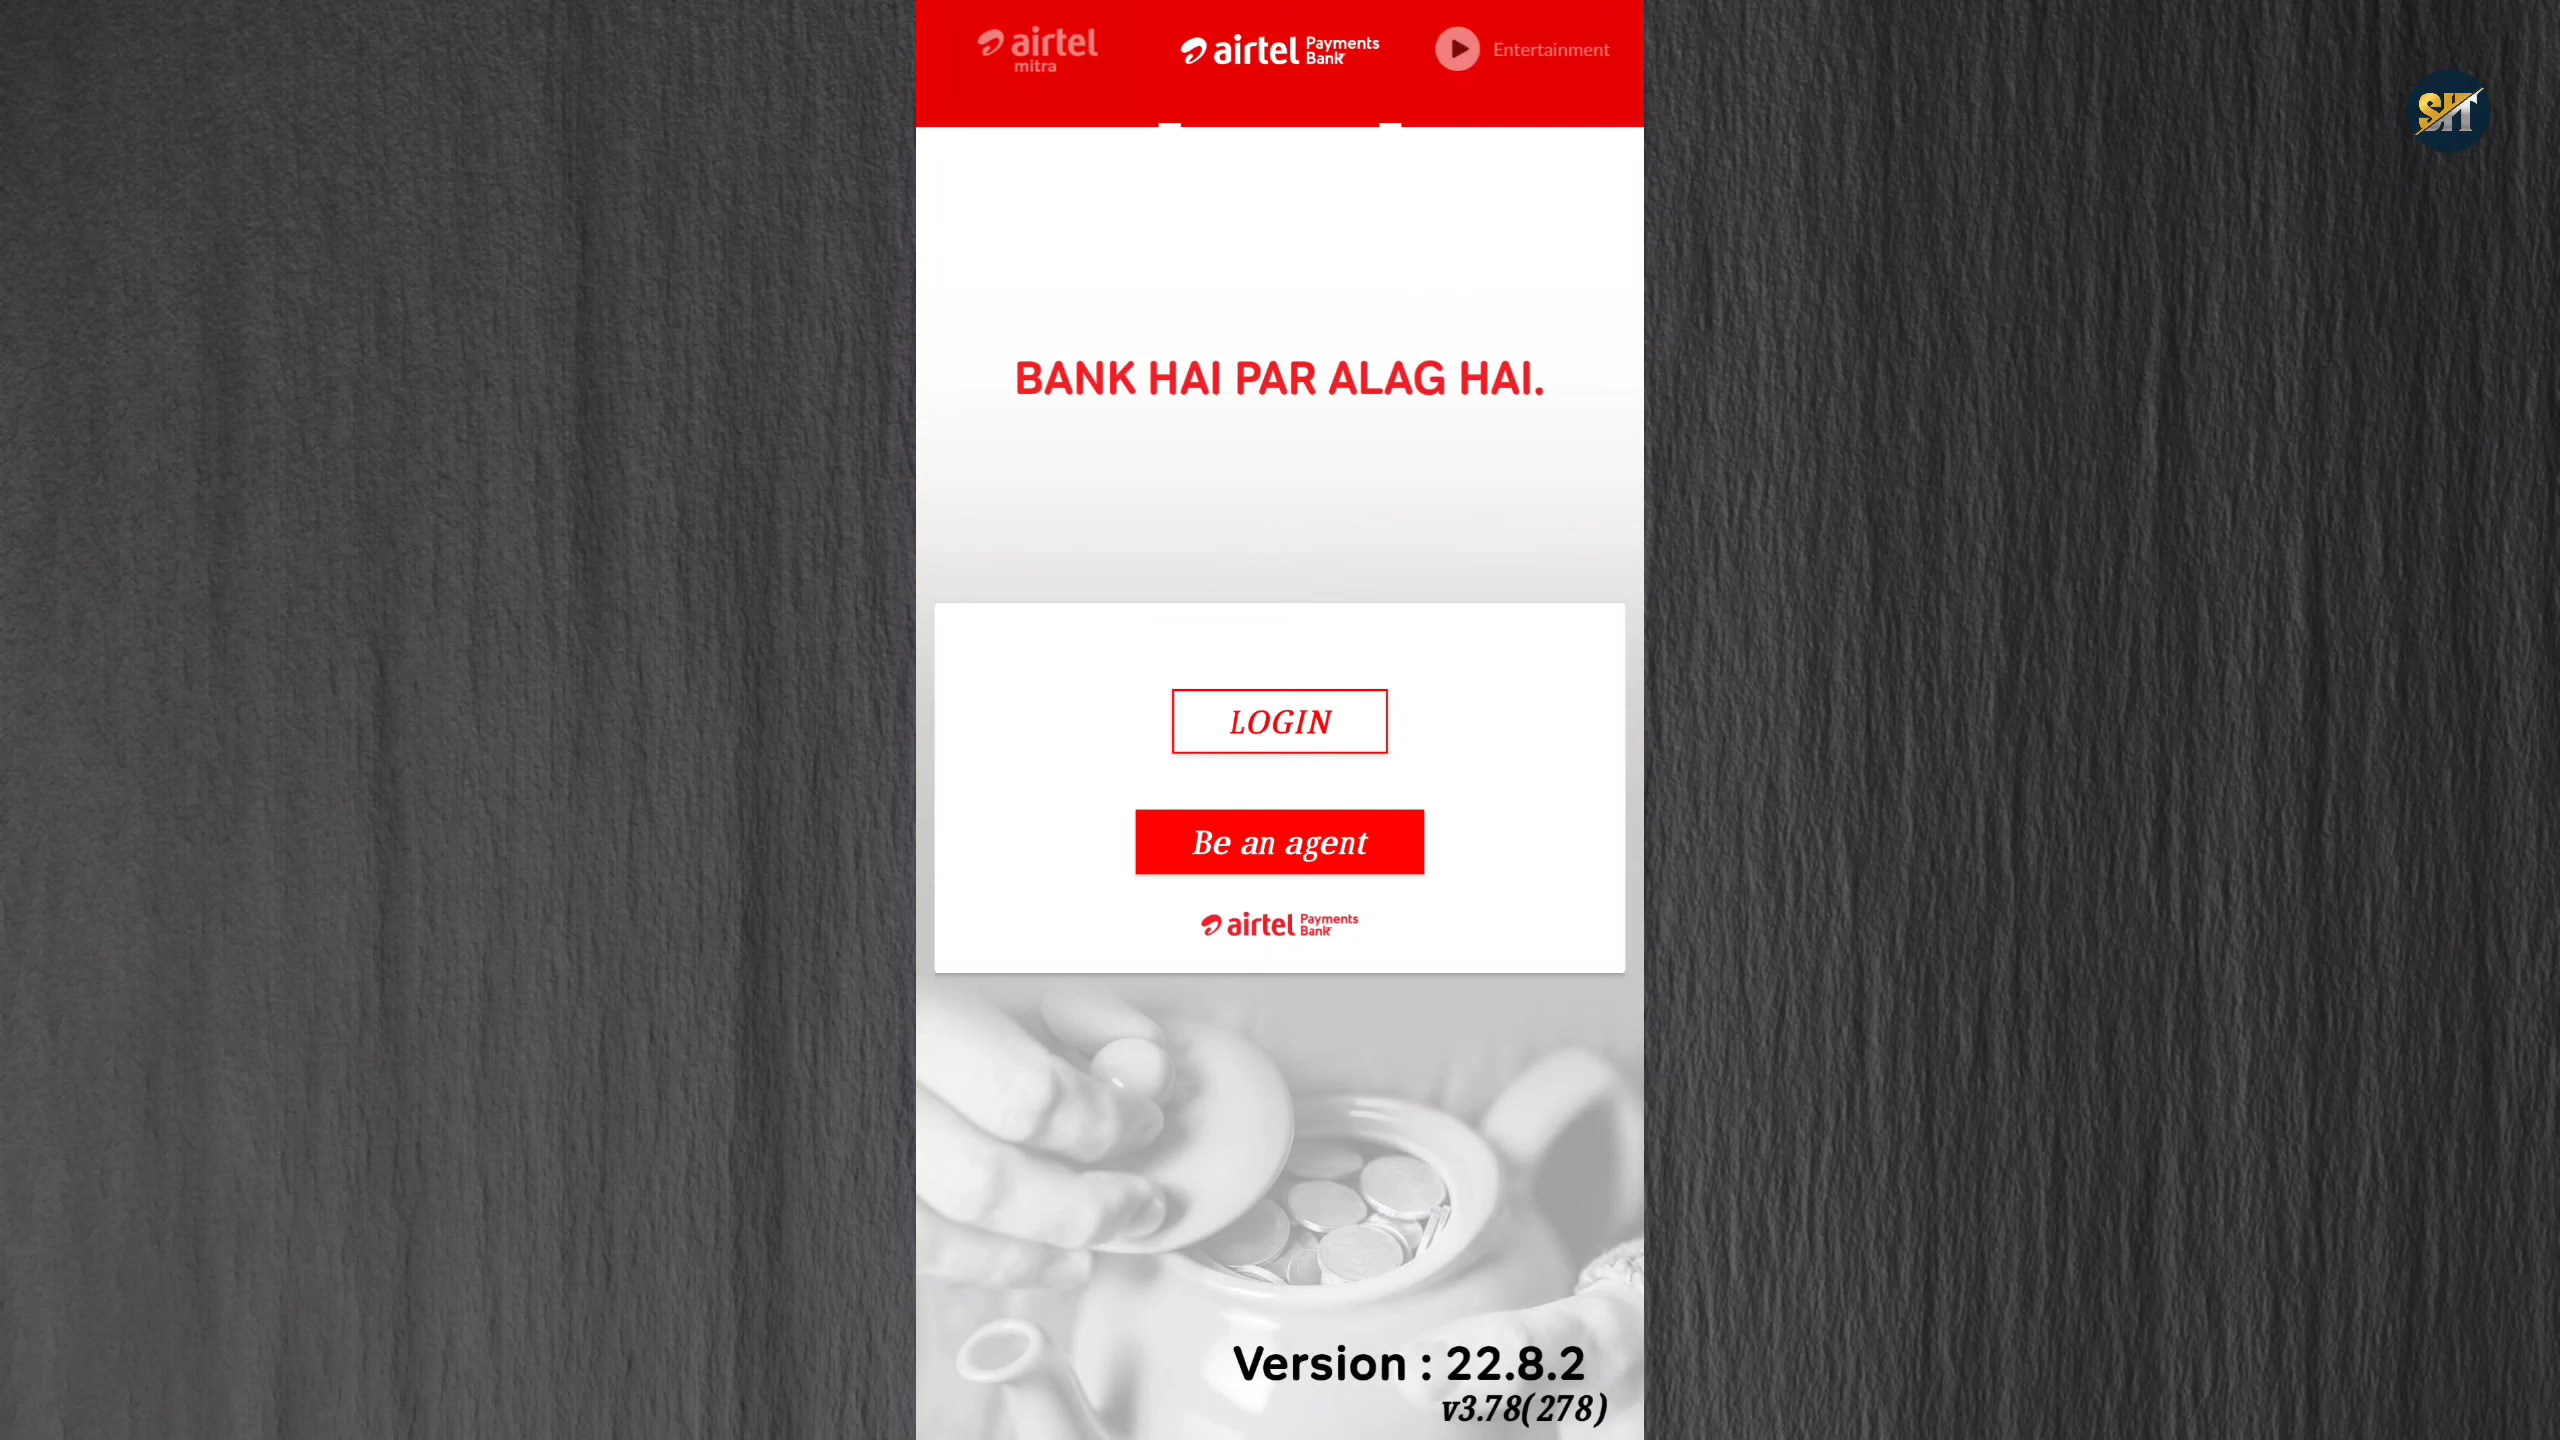 airtel
mitra
airtel Payments Bank
Entertainment
SHT
BANK HAI PAR ALAG HAI.
LOGIN
Be an agent
airtel Payments Bank
Version : 22.8.2
v3.78(278)